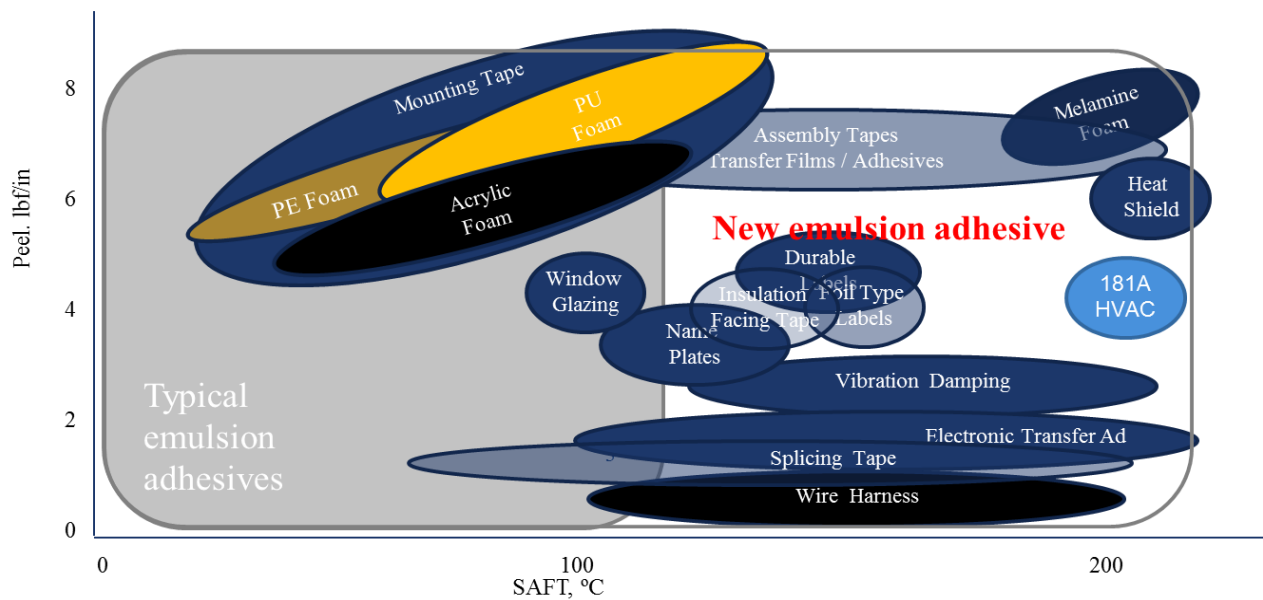 8
6
4
2
0
Peel. lbf/in
0
100
200
SAFT, ºC
Mounting Tape
PU
Foam
PE Foam
Acrylic
Foam
Assembly Tapes
Transfer Films / Adhesives
Melamine
Foam
Heat
Shield
New emulsion adhesive
Window
Glazing
Durable
Labels
Insulation
Facing Tape
Foil Type
Labels
181A
HVAC
Name
Plates
Vibration Damping
Typical
emulsion
adhesives
Electronic Transfer Ad
Splicing Tape
Wire Harness